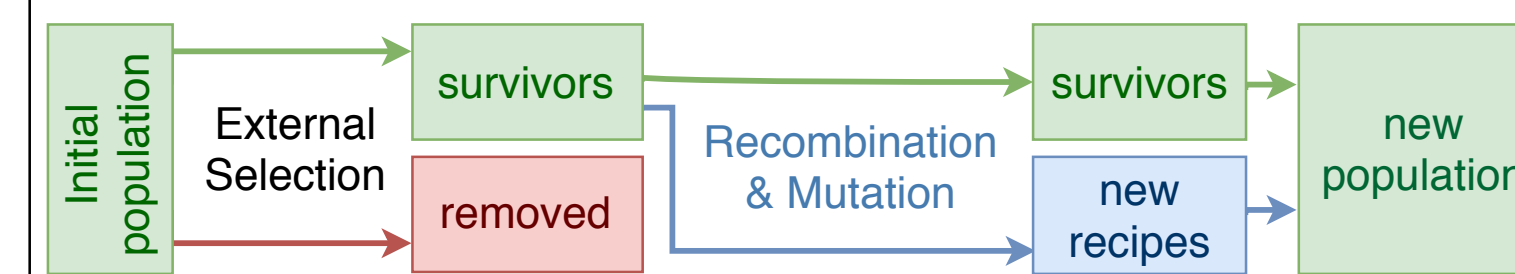 Initial
population
External
Selection
survivors
removed
Recombination
& Mutation
survivors
new
recipes
new
population